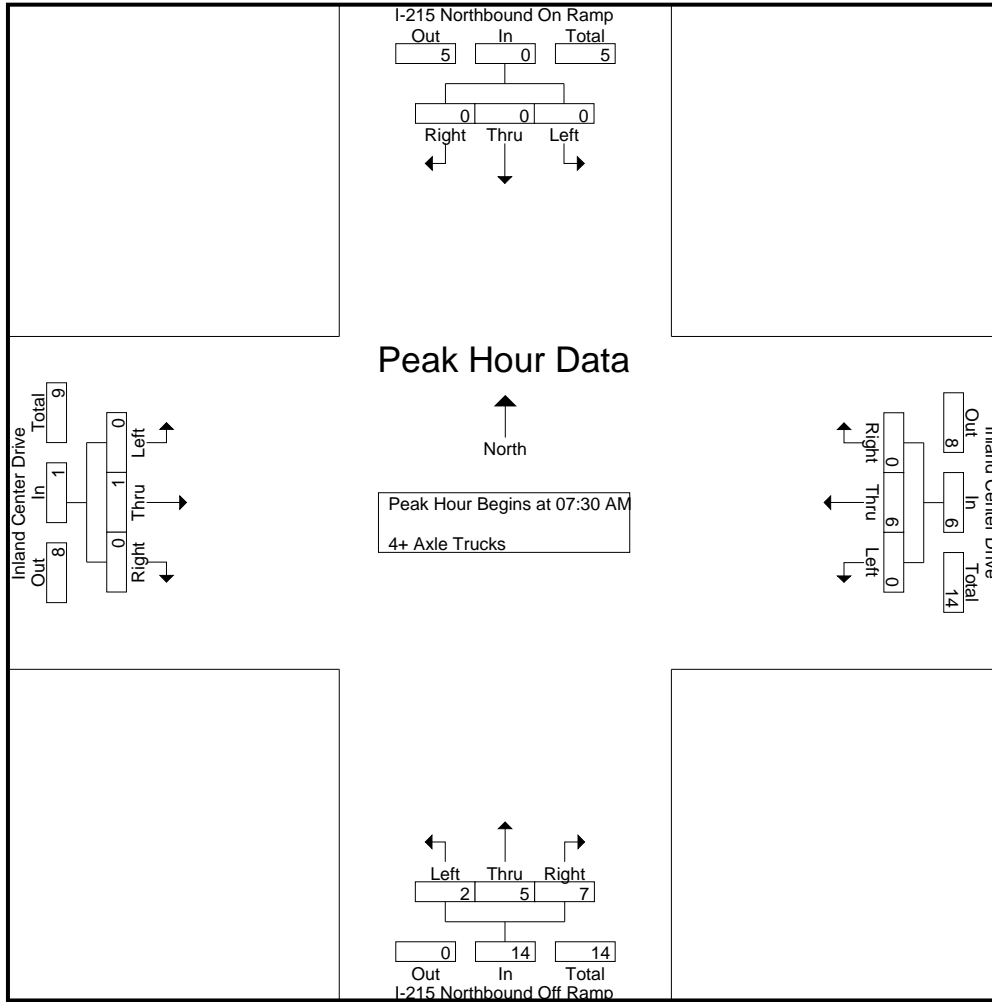 I-215 Northbound On Ramp
Out In Total
5 0 5
0 0 0
Right Thru Left
Peak Hour Data
North
Peak Hour Begins at 07:30 AM
4+ Axle Trucks
Inland Center Drive
Total In Out
9 1 8
0 1 0
Left Thru Right
Right Thru Left
0 6 0
8 6 14
Out In Total
Inland Center Drive
Left Thru Right
2 5 7
0 14 14
Out In Total
I-215 Northbound Off Ramp